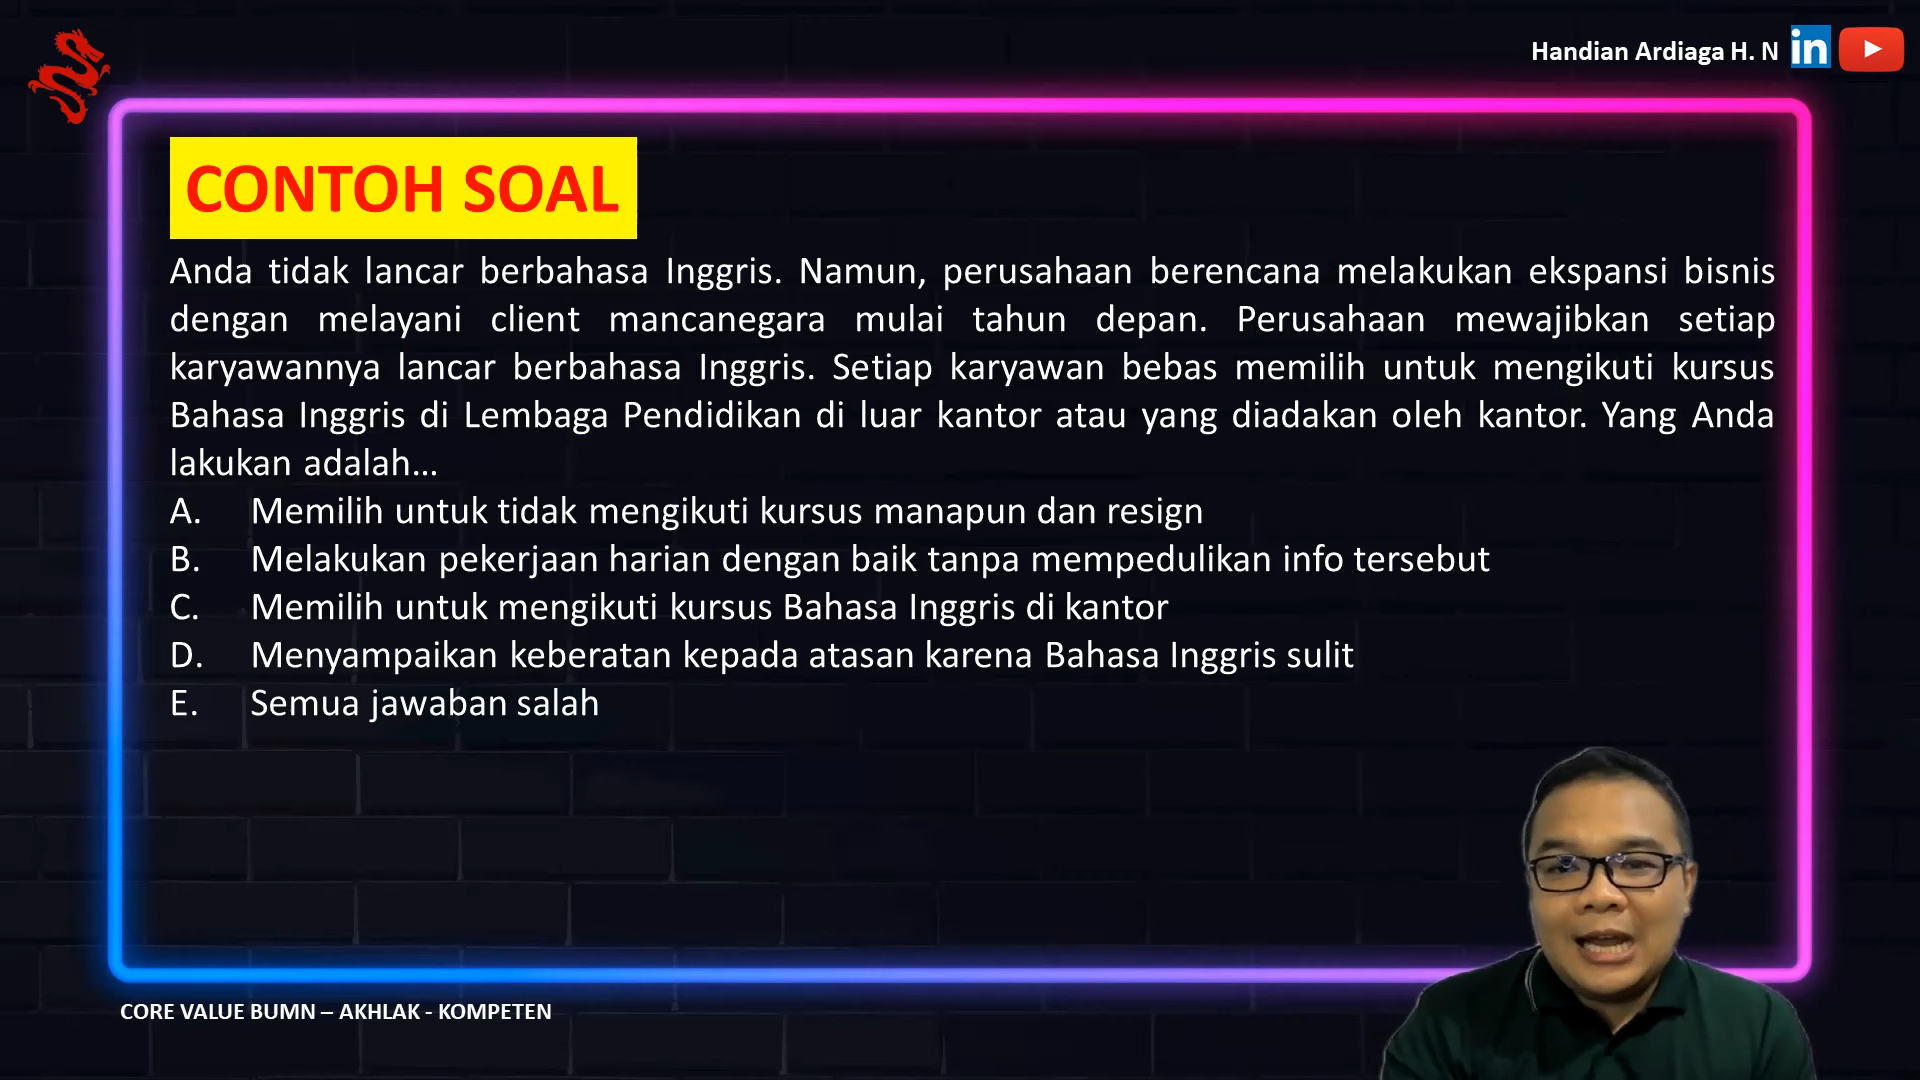 Handian Ardiaga H. N in
CONTOH SOAL
Anda tidak lancar berbahasa Inggris. Namun, perusahaan berencana melakukan ekspansi bisnis
dengan melayani client mancanegara mulai tahun depan. Perusahaan mewajibkan setiap
karyawannya lancar berbahasa Inggris. Setiap karyawan bebas memilih untuk mengikuti kursus
Bahasa Inggris di Lembaga Pendidikan di luar kantor atau yang diadakan oleh kantor. Yang Anda
lakukan adalah...
A. Memilih untuk tidak mengikuti kursus manapun dan resign
B. Melakukan pekerjaan harian dengan baik tanpa mempedulikan info tersebut
C. Memilih untuk mengikuti kursus Bahasa Inggris di kantor
D. Menyampaikan keberatan kepada atasan karena Bahasa Inggris sulit
E. Semua jawaban salah
CORE VALUE BUMN – AKHLAK - KOMPETEN